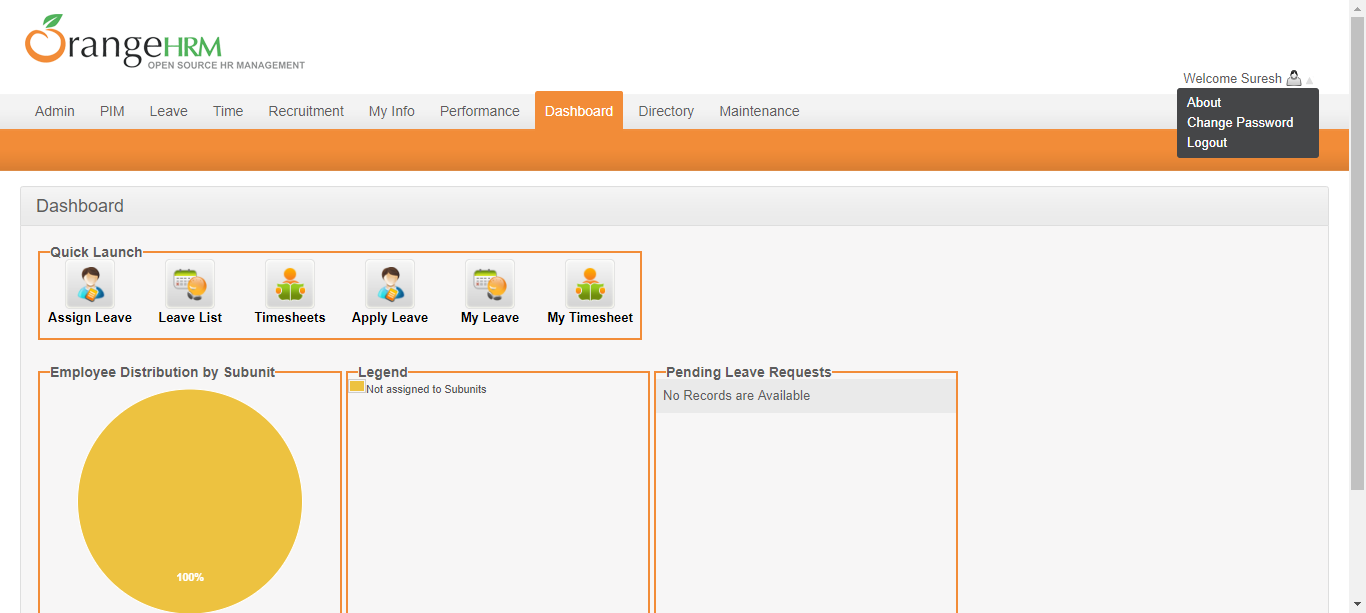 OrangeHRM
OPEN SOURCE HR MANAGEMENT
Welcome Suresh
About
Change Password
Logout
Admin PIM Leave Time Recruitment My Info Performance Dashboard Directory Maintenance
Dashboard
Quick Launch
Assign Leave Leave List Timesheets Apply Leave My Leave My Timesheet
Employee Distribution by Subunit
100%
Legend
Not assigned to Subunits
Pending Leave Requests
No Records are Available